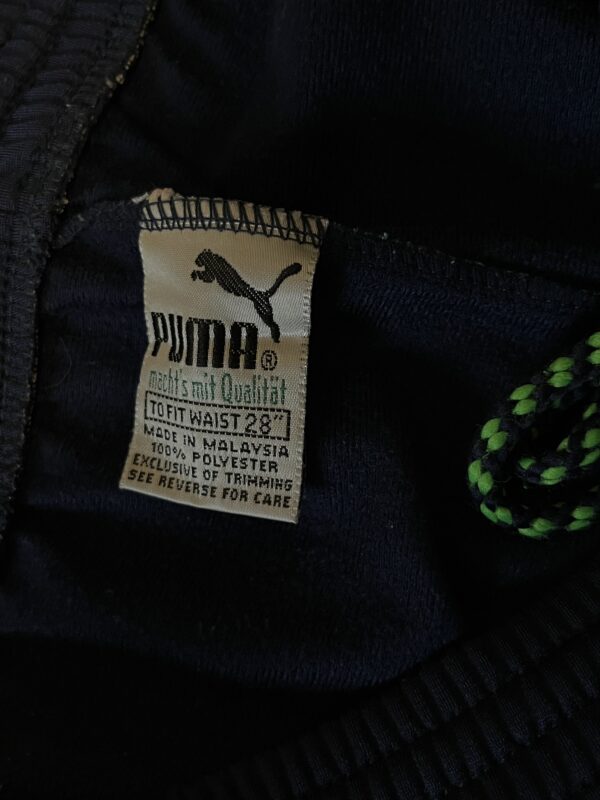 PUMA®
macht's mit Qualität
TO FIT WAIST 28"
MADE IN MALAYSIA
100% POLYESTER
EXCLUSIVE OF TRIMMING
SEE REVERSE FOR CARE